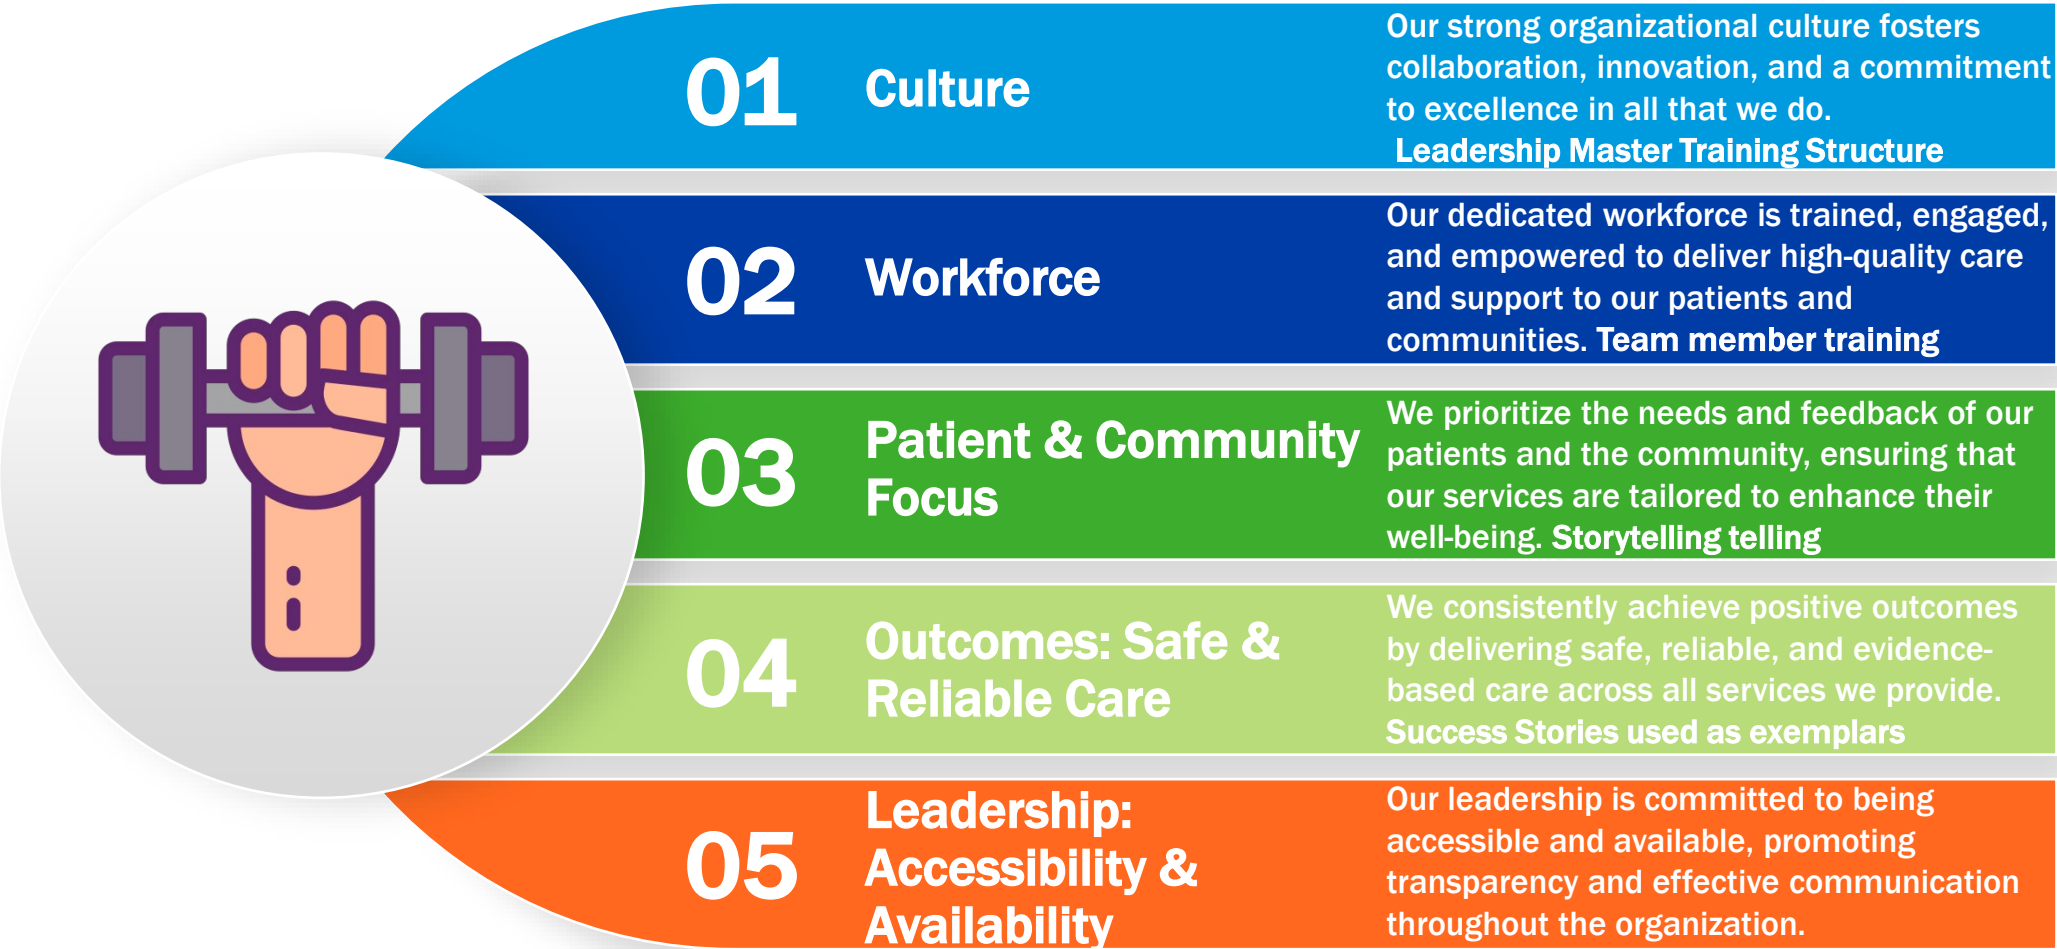 01
Culture
Our strong organizational culture fosters
collaboration, innovation, and a commitment
to excellence in all that we do.
Leadership Master Training Structure
02
Workforce
Our dedicated workforce is trained, engaged,
and empowered to deliver high-quality care
and support to our patients and
communities. Team member training
03
Patient & Community
Focus
We prioritize the needs and feedback of our
patients and the community, ensuring that
our services are tailored to enhance their
well-being. Storytelling telling
04
Outcomes: Safe &
Reliable Care
We consistently achieve positive outcomes
by delivering safe, reliable, and evidence-
based care across all services we provide.
Success Stories used as exemplars
05
Leadership:
Accessibility &
Availability
Our leadership is committed to being
accessible and available, promoting
transparency and effective communication
throughout the organization.